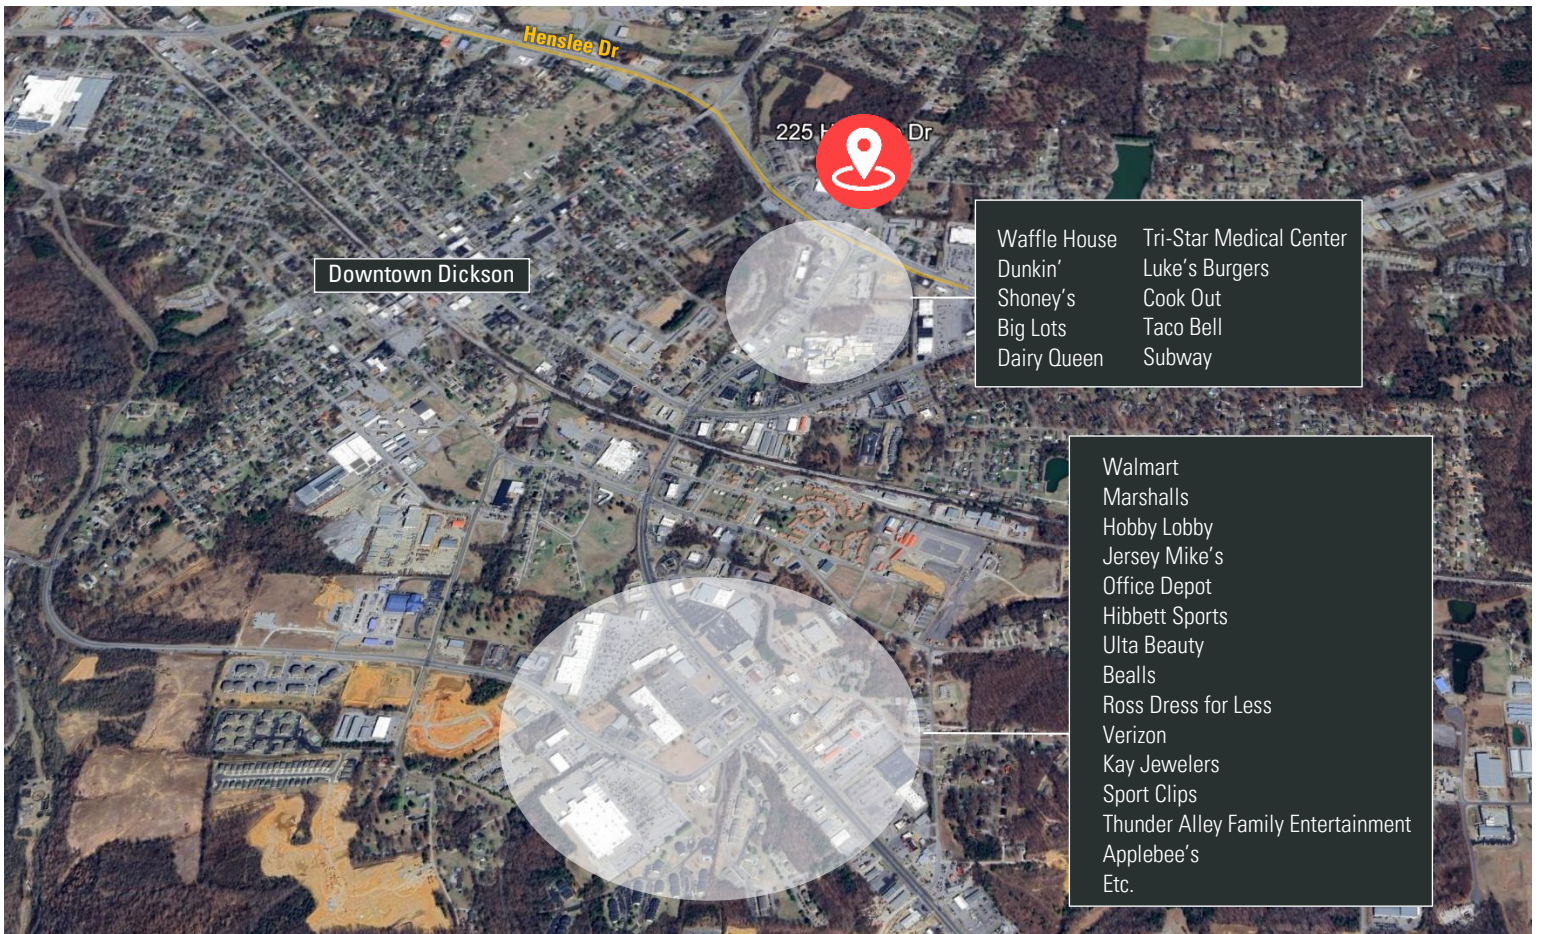 Henslee Dr
225 H Dr
Downtown Dickson
Waffle House
Dunkin’
Shoney’s
Big Lots
Dairy Queen
Tri-Star Medical Center
Luke’s Burgers
Cook Out
Taco Bell
Subway
Walmart
Marshalls
Hobby Lobby
Jersey Mike’s
Office Depot
Hibbett Sports
Ulta Beauty
Bealls
Ross Dress for Less
Verizon
Kay Jewelers
Sport Clips
Thunder Alley Family Entertainment
Applebee’s
Etc.